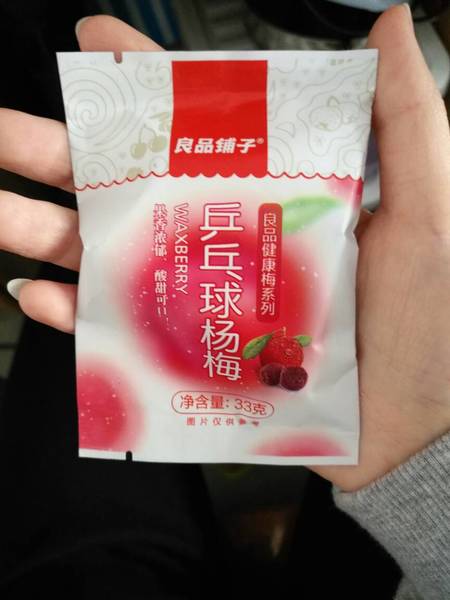 良品铺子®
良品健康梅系列
乒乓球杨梅
WAXBERRY
果香浓郁，酸甜可口
净含量：33克
图片仅供参考